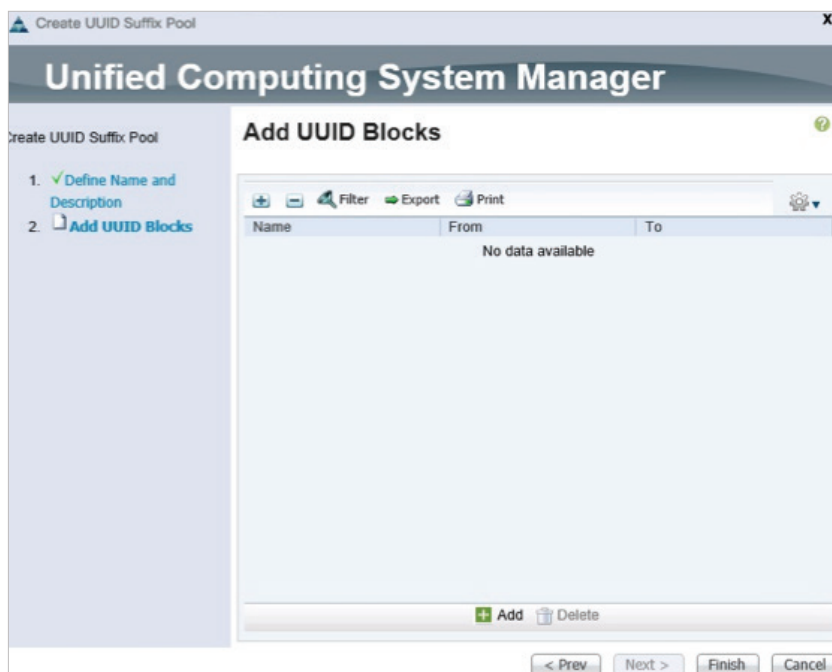 Create UUID Suffix Pool
X
Unified Computing System Manager
Create UUID Suffix Pool
1. √Define Name and
Description
2. Add UUID Blocks
Add UUID Blocks
?
+ - Filter Export Print
Name From To
No data available
+ Add Delete
< Prev Next > Finish Cancel